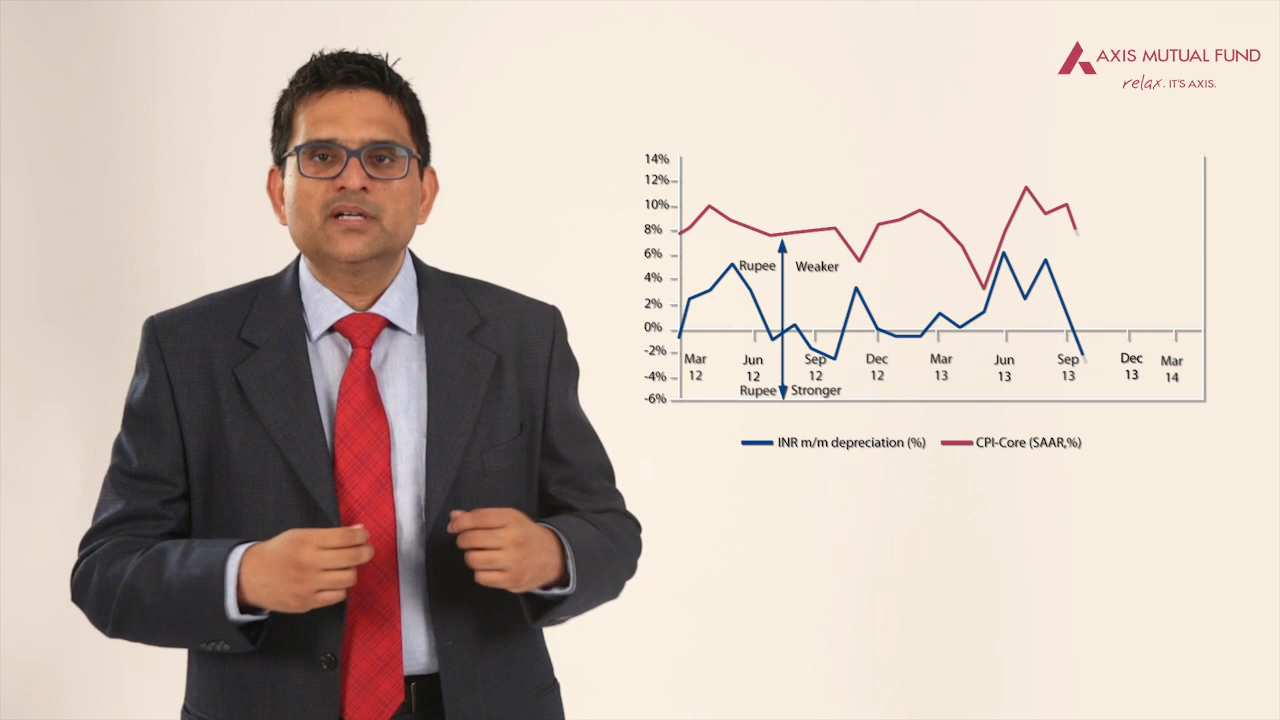 AXIS MUTUAL FUND
relax. IT'S AXIS.
14%
12%
10%
8%
6%
4%
2%
0%
-2%
-4%
-6%
Rupee Weaker
Mar 12
Jun 12
Sep 12
Dec 12
Mar 13
Jun 13
Sep 13
Dec 13
Mar 14
Rupee Stronger
INR m/m depreciation (%)
CPI-Core (SAAR,%)